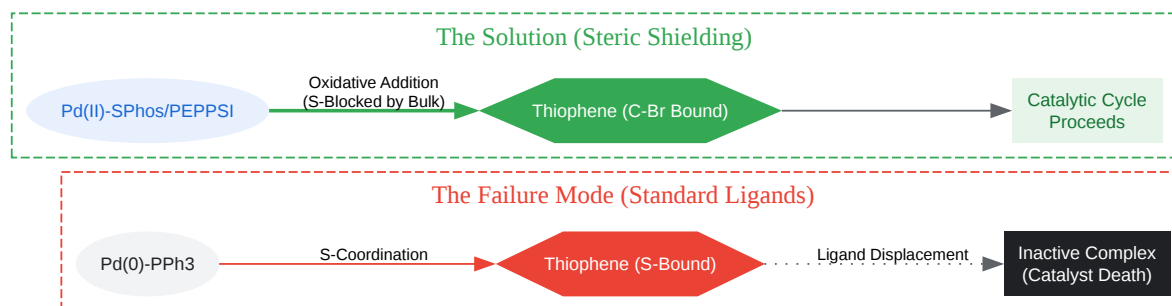 The Solution (Steric Shielding)
Pd(II)-SPhos/PEPPSI
Oxidative Addition
(S-Blocked by Bulk)
Thiophene (C-Br Bound)
Catalytic Cycle
Proceeds
The Failure Mode (Standard Ligands)
Pd(0)-PPh3
S-Coordination
Thiophene (S-Bound)
Ligand Displacement
Inactive Complex
(Catalyst Death)